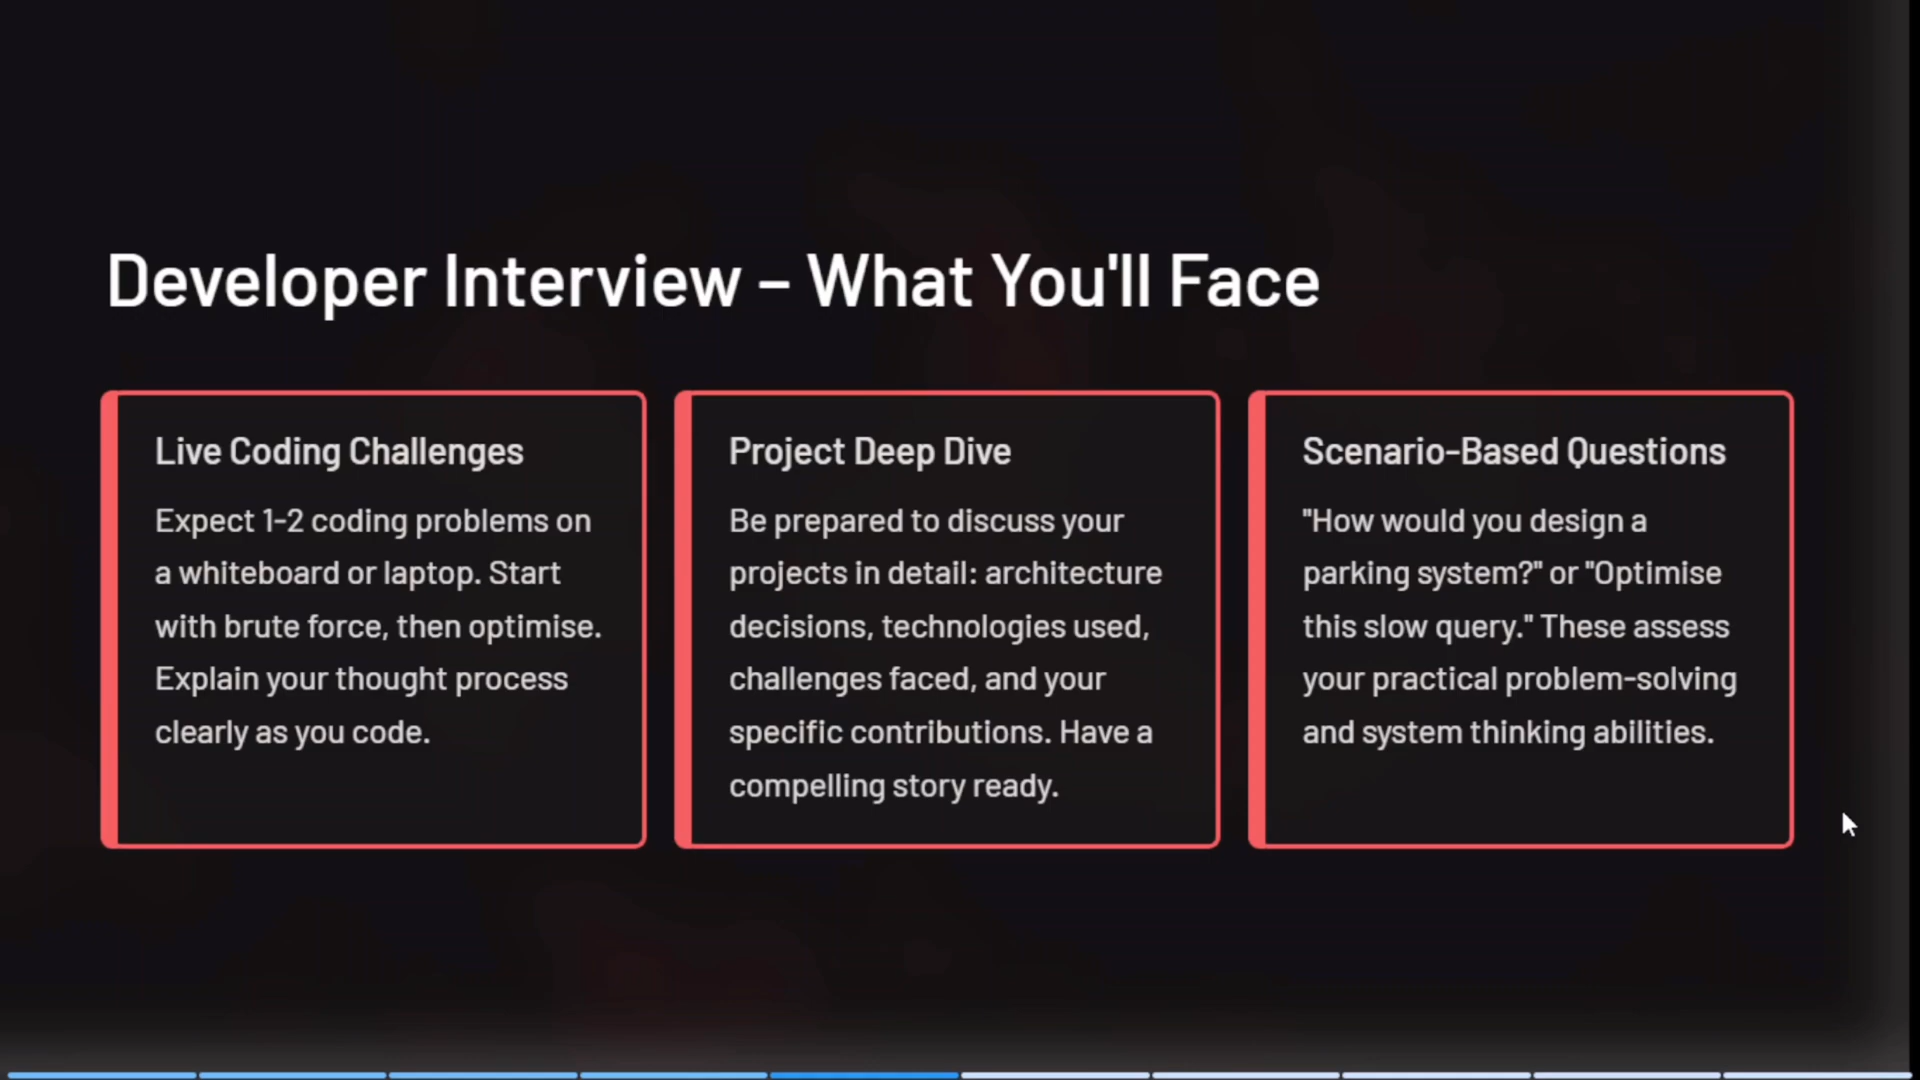 Developer Interview – What You'll Face
Live Coding Challenges
Expect 1-2 coding problems on
a whiteboard or laptop. Start
with brute force, then optimise.
Explain your thought process
clearly as you code.
Project Deep Dive
Be prepared to discuss your
projects in detail: architecture
decisions, technologies used,
challenges faced, and your
specific contributions. Have a
compelling story ready.
Scenario-Based Questions
"How would you design a
parking system?" or "Optimise
this slow query." These assess
your practical problem-solving
and system thinking abilities.